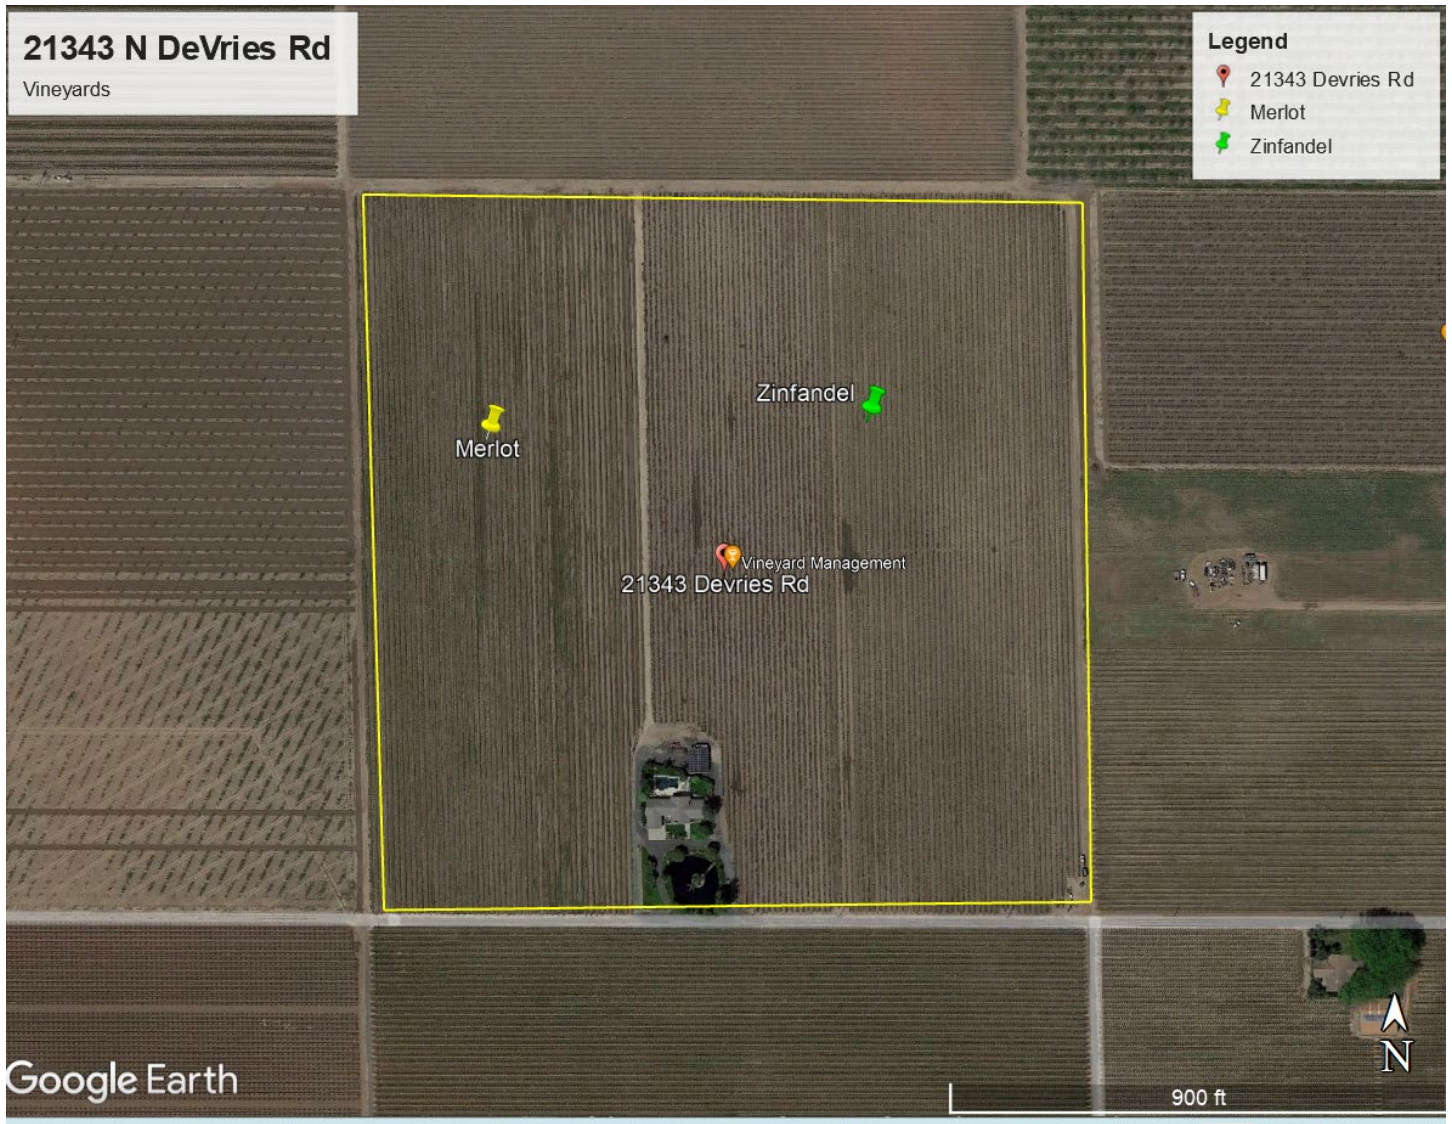 21343 N DeVries Rd
Vineyards
Legend
21343 Devries Rd
Merlot
Zinfandel
Zinfandel
Merlot
Vineyard Management
21343 Devries Rd
N
Google Earth
900 ft